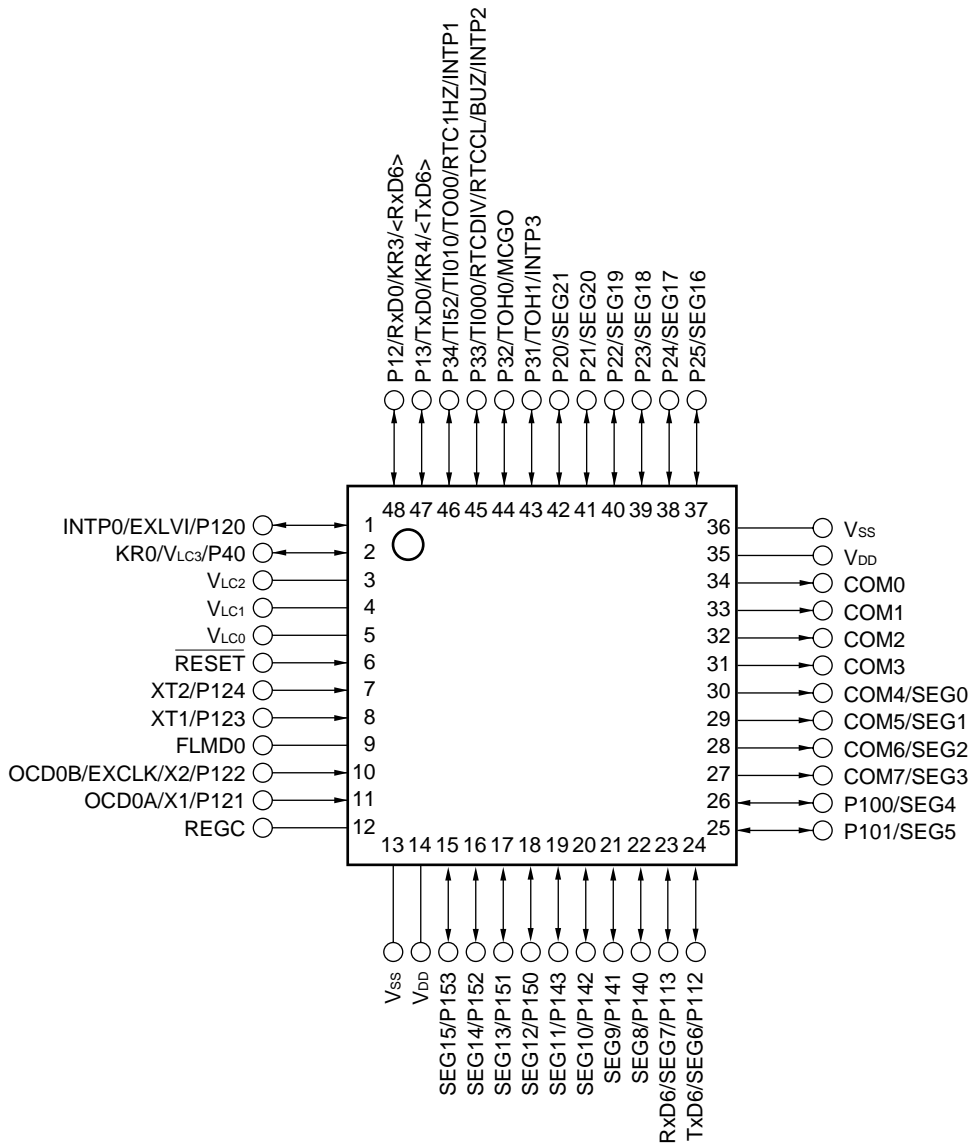 P12/RxD0/KR3/<RxD6>
P13/TxD0/KR4/<TxD6>
P34/TI52/TI010/TO00/RTC1HZ/INTP1
P33/TI000/RTCDIV/RTCCL/BUZ/INTP2
P32/TOH0/MCGO
P31/TOH1/INTP3
P20/SEG21
P21/SEG20
P22/SEG19
P23/SEG18
P24/SEG17
P25/SEG16
48 47 46 45 44 43 42 41 40 39 38 37
INTP0/EXLVI/P120 1
KR0/VLC3/P40 2
VLC2 3
VLC1 4
VLC0 5
RESET 6
XT2/P124 7
XT1/P123 8
FLMD0 9
OCD0B/EXCLK/X2/P122 10
OCD0A/X1/P121 11
REGC 12
36 VSS
35 VDD
34 COM0
33 COM1
32 COM2
31 COM3
30 COM4/SEG0
29 COM5/SEG1
28 COM6/SEG2
27 COM7/SEG3
26 P100/SEG4
25 P101/SEG5
13 14 15 16 17 18 19 20 21 22 23 24
VSS
VDD
SEG15/P153
SEG14/P152
SEG13/P151
SEG12/P150
SEG11/P143
SEG10/P142
SEG9/P141
SEG8/P140
RxD6/SEG7/P113
TxD6/SEG6/P112